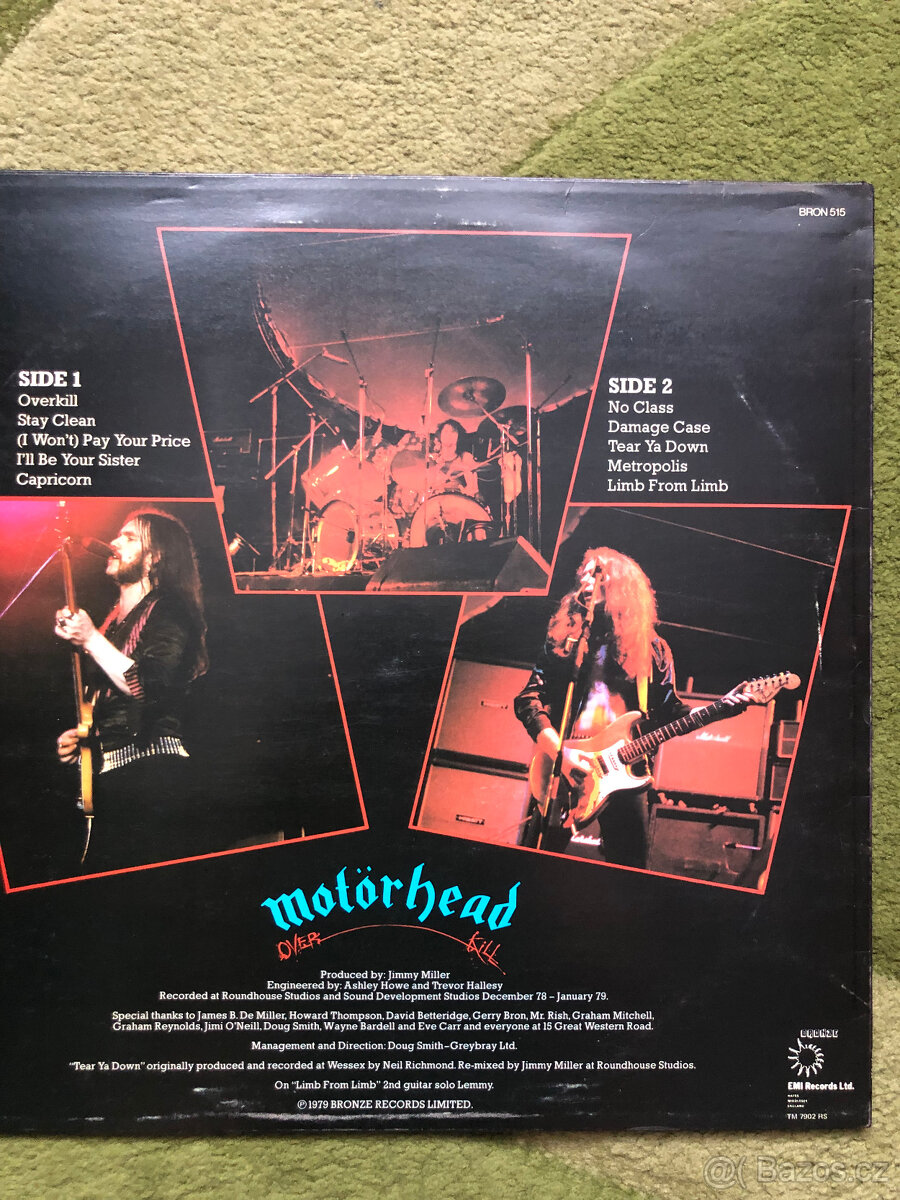 BRON 515
SIDE 1
Overkill
Stay Clean
(I Won't) Pay Your Price
I'll Be Your Sister
Capricorn
SIDE 2
No Class
Damage Case
Tear Ya Down
Metropolis
Limb From Limb
Marshall
motörhead
OVER KILL
Produced by: Jimmy Miller
Engineered by: Ashley Howe and Trevor Hallesy
Recorded at Roundhouse Studios and Sound Development Studios December 78 – January 79.
Special thanks to James B. De Miller, Howard Thompson, David Betteridge, Gerry Bron, Mr. Rish, Graham Mitchell,
Graham Reynolds, Jimi O'Neill, Doug Smith, Wayne Bardell and Eve Carr and everyone at 15 Great Western Road.
Management and Direction: Doug Smith–Greybray Ltd.
"Tear Ya Down" originally produced and recorded at Wessex by Neil Richmond. Re-mixed by Jimmy Miller at Roundhouse Studios.
On "Limb From Limb" 2nd guitar solo Lemmy.
℗ 1979 BRONZE RECORDS LIMITED.
BRONZE
EMI Records Ltd.
HAYES
MIDDLESEX
ENGLAND
TM 7902 RS
@ Bazos.cz